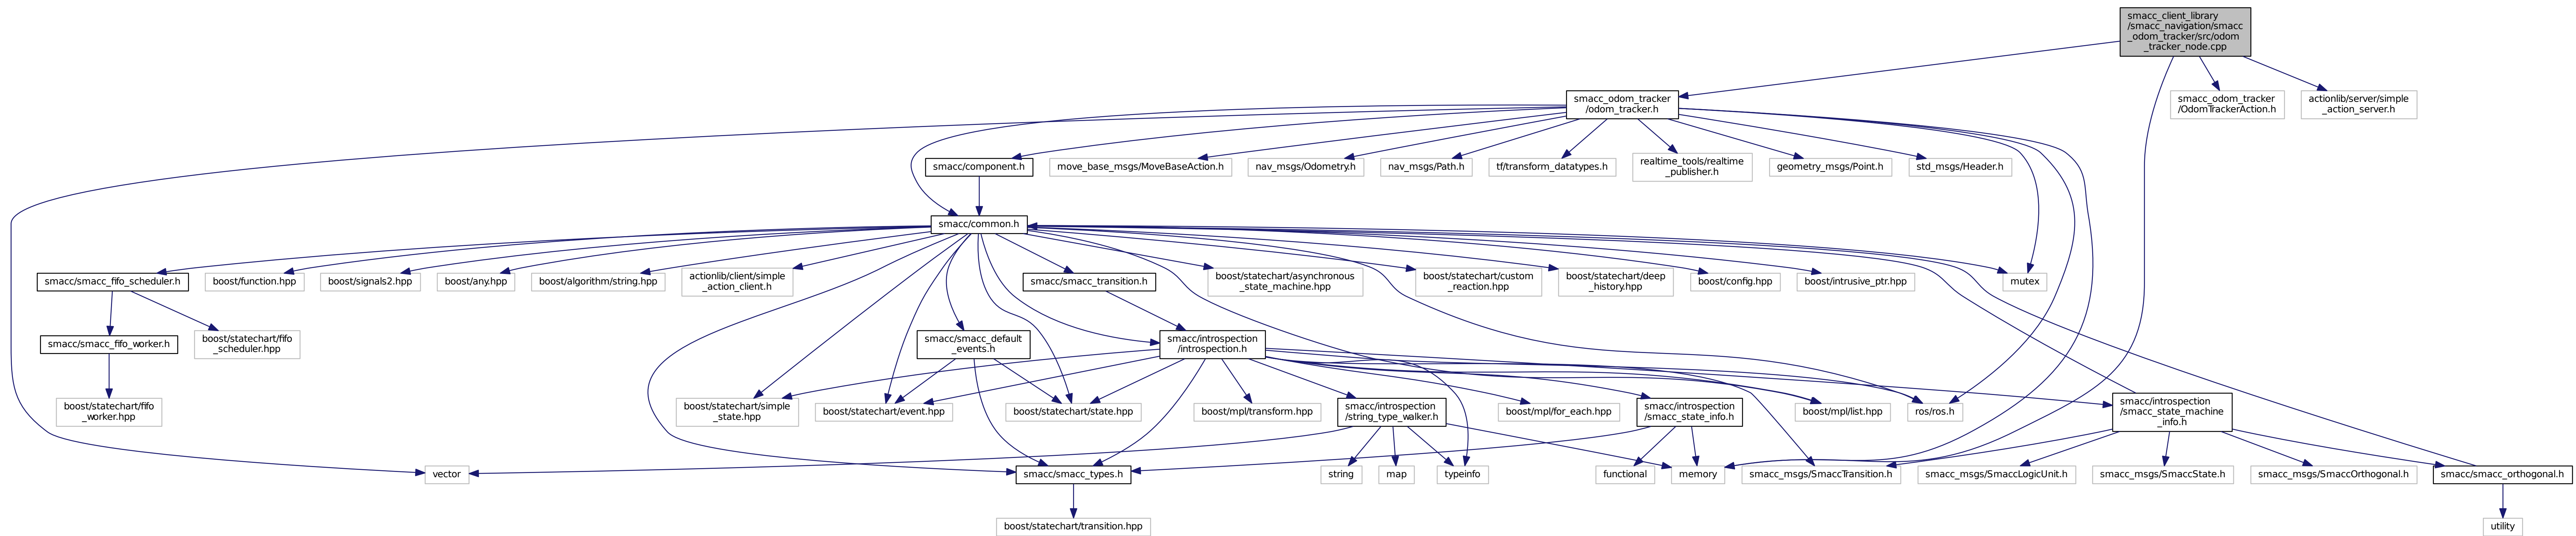 smacc_client_library
/smacc_navigation/smacc
_odom_tracker/src/odom
_tracker_node.cpp
smacc_odom_tracker
/odom_tracker.h
smacc_odom_tracker
/OdomTrackerAction.h
actionlib/server/simple
_action_server.h
smacc/component.h
move_base_msgs/MoveBaseAction.h
nav_msgs/Odometry.h
nav_msgs/Path.h
tf/transform_datatypes.h
realtime_tools/realtime
_publisher.h
geometry_msgs/Point.h
std_msgs/Header.h
smacc/common.h
smacc/smacc_fifo_scheduler.h
boost/function.hpp
boost/signals2.hpp
boost/any.hpp
boost/algorithm/string.hpp
actionlib/client/simple
_action_client.h
smacc/smacc_transition.h
boost/statechart/asynchronous
_state_machine.hpp
boost/statechart/custom
_reaction.hpp
boost/statechart/deep
_history.hpp
boost/config.hpp
boost/intrusive_ptr.hpp
mutex
smacc/smacc_fifo_worker.h
boost/statechart/fifo
_scheduler.hpp
smacc/smacc_default
_events.h
smacc/introspection
/introspection.h
boost/statechart/fifo
_worker.hpp
boost/statechart/simple
_state.hpp
boost/statechart/event.hpp
boost/statechart/state.hpp
boost/mpl/transform.hpp
smacc/introspection
/string_type_walker.h
boost/mpl/for_each.hpp
smacc/introspection
/smacc_state_info.h
boost/mpl/list.hpp
ros/ros.h
smacc/introspection
/smacc_state_machine
_info.h
vector
smacc/smacc_types.h
string
map
typeinfo
functional
memory
smacc_msgs/SmaccTransition.h
smacc_msgs/SmaccLogicUnit.h
smacc_msgs/SmaccState.h
smacc_msgs/SmaccOrthogonal.h
smacc/smacc_orthogonal.h
boost/statechart/transition.hpp
utility